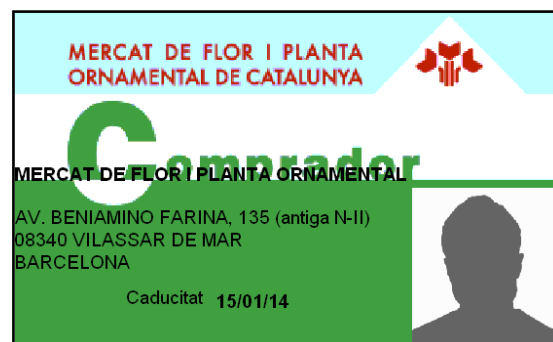 MERCAT DE FLOR I PLANTA
ORNAMENTAL DE CATALUNYA
Comprador
MERCAT DE FLOR I PLANTA ORNAMENTAL
AV. BENIAMINO FARINA, 135 (antiga N-II)
08340 VILASSAR DE MAR
BARCELONA
Caducitat 15/01/14